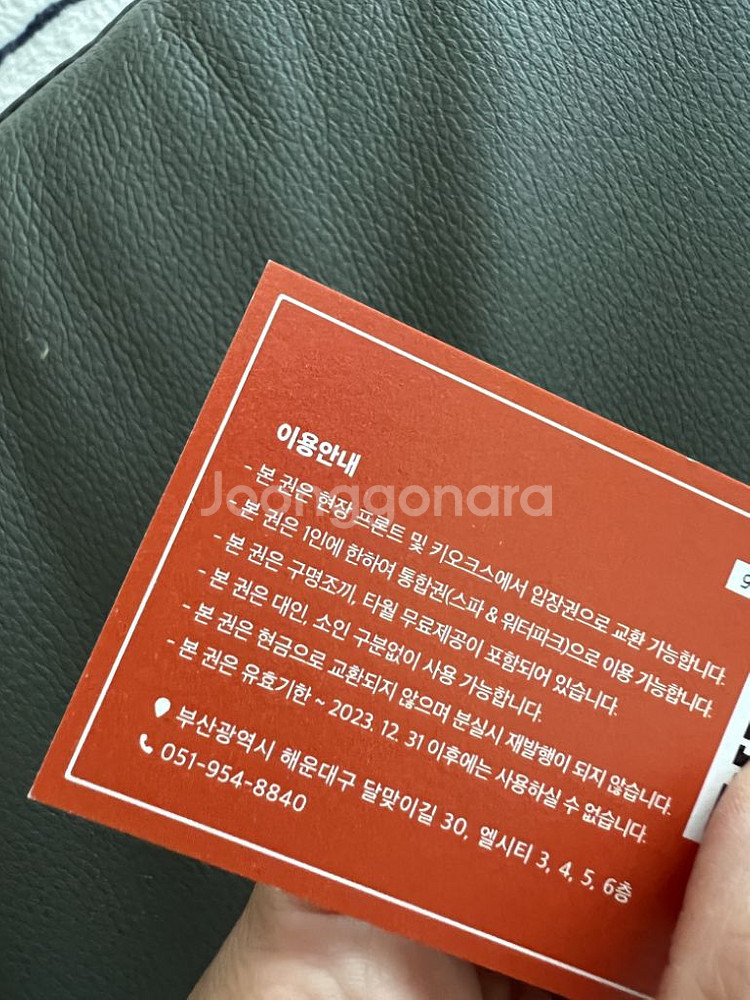 이용안내
- 본 권은 현장 프론트 및 키오크스에서 입장권으로 교환 가능합니다.
- 본 권은 1인에 한하여 통합권(스파 & 워터파크)으로 이용 가능합니다.
- 본 권은 구명조끼, 타월 무료제공이 포함되어 있습니다.
- 본 권은 대인, 소인 구분없이 사용 가능합니다.
- 본 권은 현금으로 교환되지 않으며 분실시 재발행이 되지 않습니다.
- 본 권은 유효기한 ~ 2023. 12. 31 이후에는 사용하실 수 없습니다.
부산광역시 해운대구 달맞이길 30, 엘시티 3, 4, 5, 6층
051-954-8840
Joonggonara